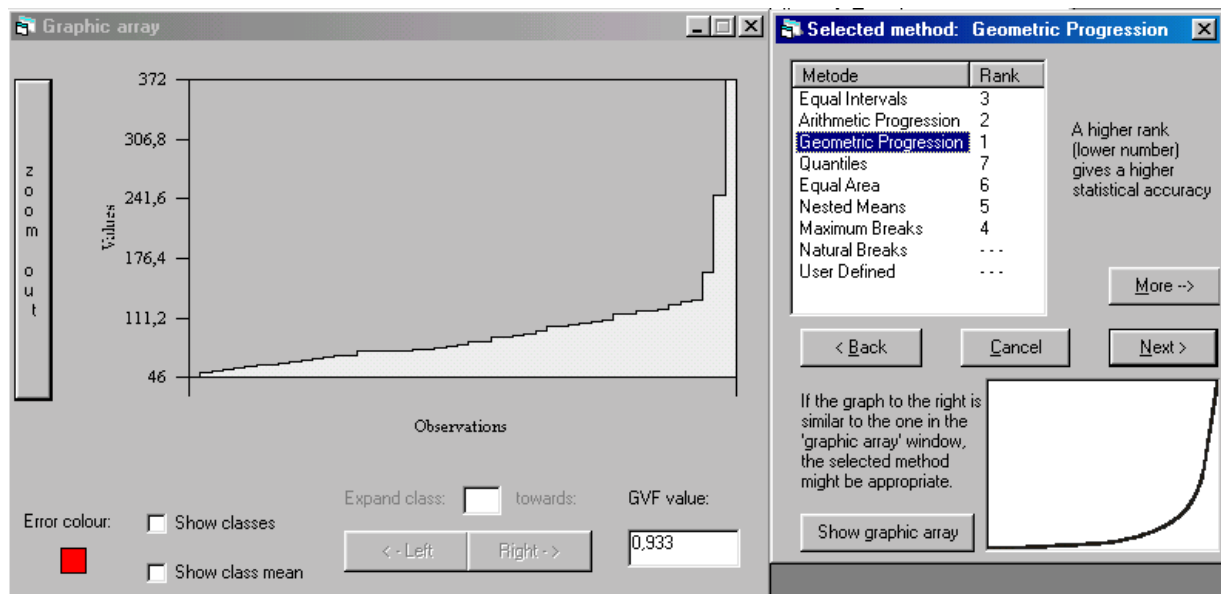 Graphic array
zoom out
372
306,8
241,6
176,4
111,2
46
Values
Observations
Error colour:
Show classes
Show class mean
Expand class:
towards:
<- Left
Right ->
GVF value:
0,933
Selected method: Geometric Progression
Metode Rank
Equal Intervals 3
Arithmetic Progression 2
Geometric Progression 1
Quantiles 7
Equal Area 6
Nested Means 5
Maximum Breaks 4
Natural Breaks - - -
User Defined - - -
A higher rank
(lower number)
gives a higher
statistical accuracy
More -->
< Back
Cancel
Next >
If the graph to the right is
similar to the one in the
'graphic array' window,
the selected method
might be appropriate.
Show graphic array